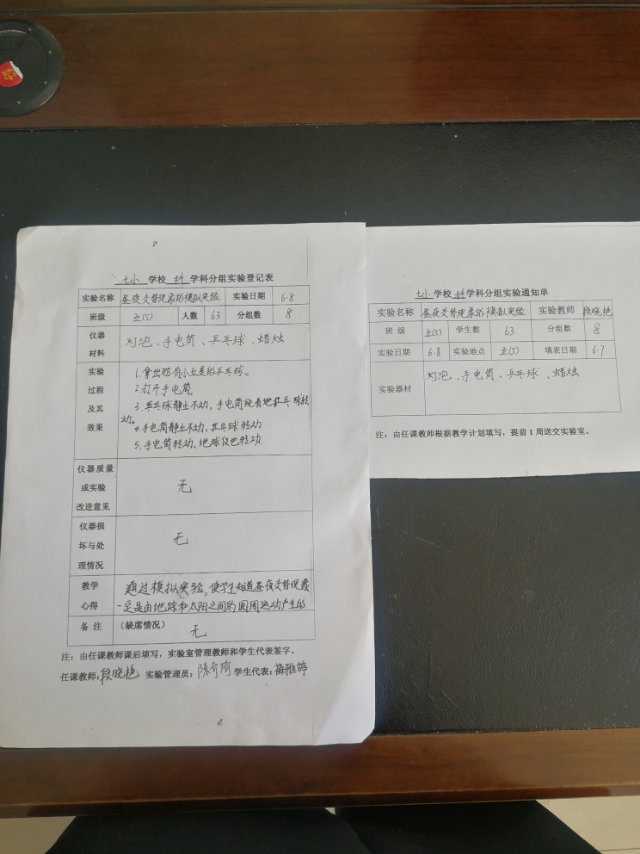 七小 学校 科 学科分组实验登记表
实验名称 昼夜交替现象的模拟实验 实验日期 6.8
班级 五(5) 人数 63 分组数 8
仪器材料 灯泡、手电筒、乒乓球、蜡烛
实验过程及其效果
1.拿出贴有小五星的乒乓球。
2.打开手电筒。
3.乒乓球静止不动,手电筒绕着地乒乓球转动。
4.手电筒静止不动,乒乓球转动
5.手电筒转动,地球仪也转动
仪器质量或实验改进意见 无
仪器损坏与处理情况 无
教学心得 通过模拟实验,使学生知道昼夜交替现象
一定是由地球和太阳之间的圆周运动产生的
备 注 (缺席情况) 无
注:由任课教师课后填写,实验室管理教师和学生代表签字。
任课教师:段晓艳 实验管理员: 学生代表:
七小 学校 科 学科分组实验通知单
实验名称 昼夜交替现象的模拟实验 实验教师 段晓艳
班 级 五(5) 学生数 63 分组数 8
实验日期 6.8 实验地点 五(5) 填表日期 6.7
实验器材 灯泡、手电筒、乒乓球、蜡烛
注:由任课教师根据教学计划填写,提前1周送交实验室。